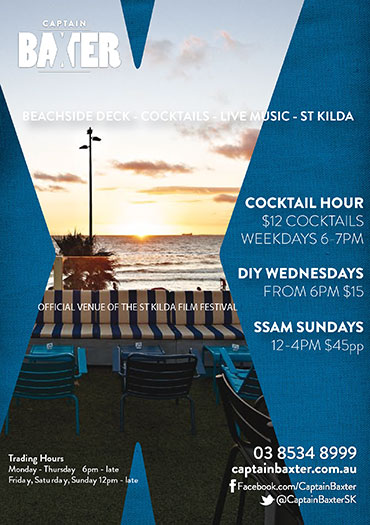 CAPTAIN
BAXTER
BEACHSIDE DECK - COCKTAILS - LIVE MUSIC - ST KILDA
COCKTAIL HOUR
$12 COCKTAILS
WEEKDAYS 6-7PM
DIY WEDNESDAYS
FROM 6PM $15
OFFICIAL VENUE OF THE ST KILDA FILM FESTIVAL
SSAM SUNDAYS
12-4PM $45pp
03 8534 8999
captainbaxter.com.au
Facebook.com/CaptainBaxter
@CaptainBaxterSK
Trading Hours
Monday - Thursday 6pm - late
Friday, Saturday, Sunday 12pm - late